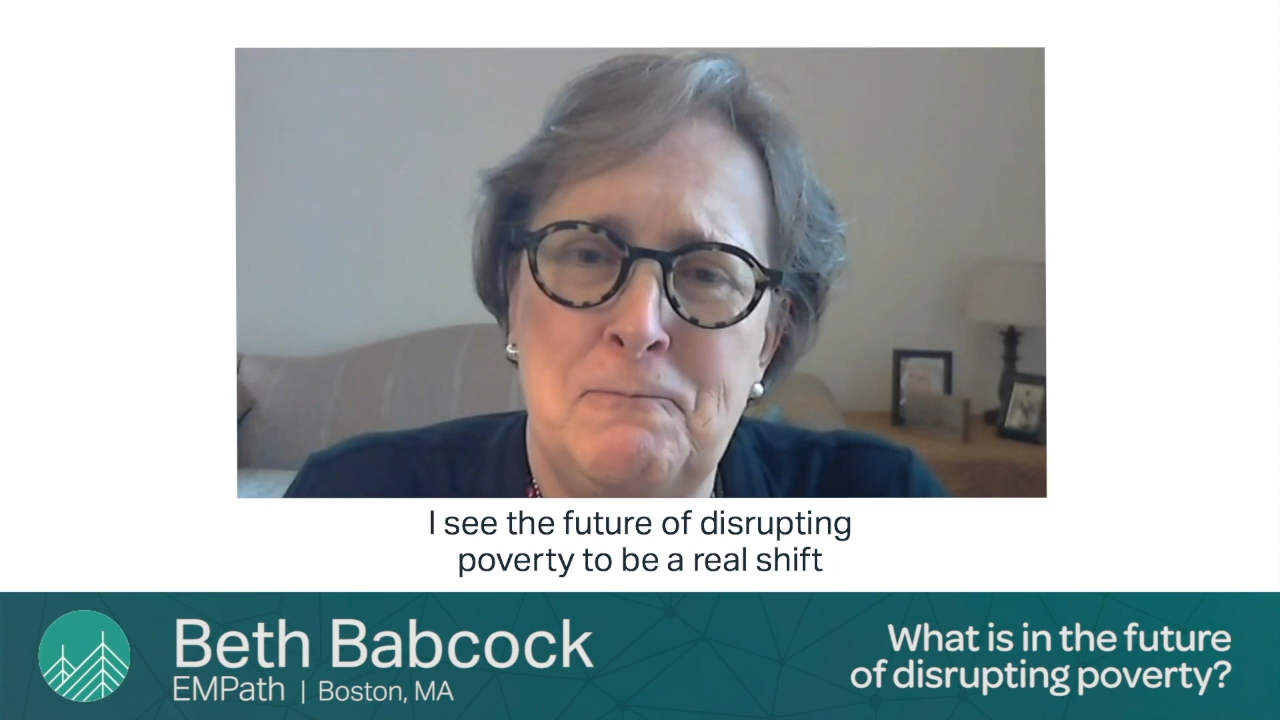 I see the future of disrupting
poverty to be a real shift
Beth Babcock
EMPath | Boston, MA
What is in the future
of disrupting poverty?